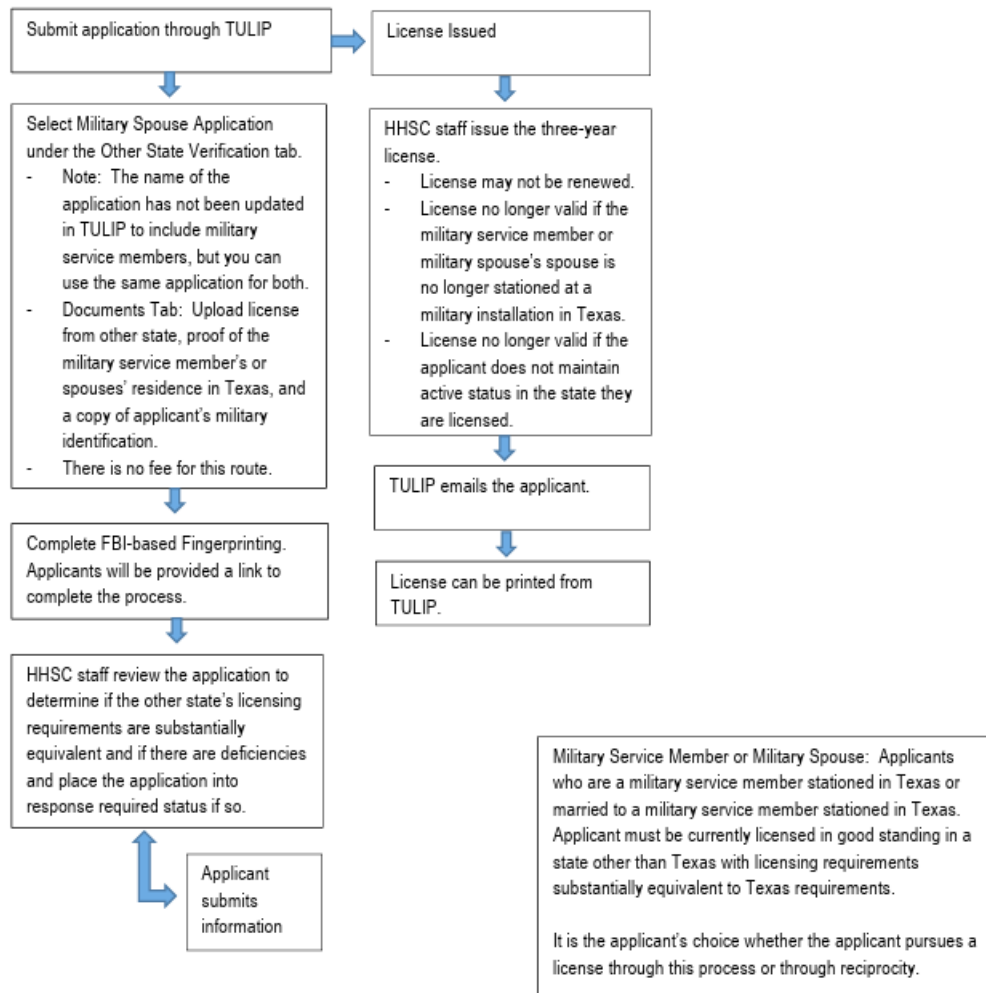 Submit application through TULIP
Select Military Spouse Application
under the Other State Verification tab.
- Note: The name of the
application has not been updated
in TULIP to include military
service members, but you can
use the same application for both.
- Documents Tab: Upload license
from other state, proof of the
military service member's or
spouses' residence in Texas, and
a copy of applicant's military
identification.
- There is no fee for this route.
Complete FBI-based Fingerprinting.
Applicants will be provided a link to
complete the process.
HHSC staff review the application to
determine if the other state's licensing
requirements are substantially
equivalent and if there are deficiencies
and place the application into
response required status if so.
Applicant
submits
information
License Issued
HHSC staff issue the three-year
license.
- License may not be renewed.
- License no longer valid if the
military service member or
military spouse's spouse is
no longer stationed at a
military installation in Texas.
- License no longer valid if the
applicant does not maintain
active status in the state they
are licensed.
TULIP emails the applicant.
License can be printed from
TULIP.
Military Service Member or Military Spouse: Applicants
who are a military service member stationed in Texas or
married to a military service member stationed in Texas.
Applicant must be currently licensed in good standing in a
state other than Texas with licensing requirements
substantially equivalent to Texas requirements.
It is the applicant's choice whether the applicant pursues a
license through this process or through reciprocity.